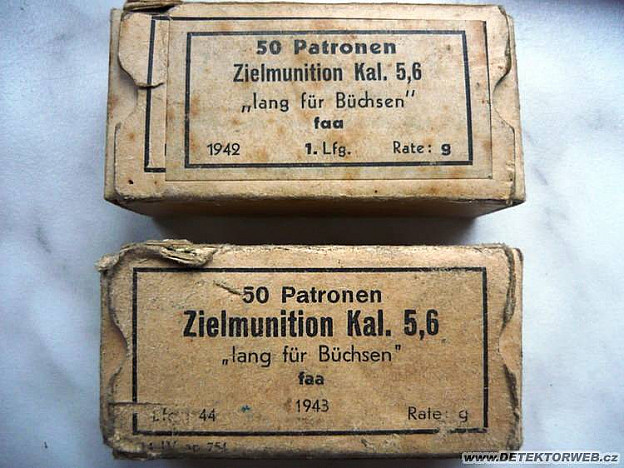 50 Patronen
Zielmunition Kal. 5,6
„lang für Büchsen"
faa
1942 1. Lfg. Rate: g
50 Patronen
Zielmunition Kal. 5,6
„lang für Büchsen"
faa
1943
44 Rate: g
www.DETEKTORWEB.cz